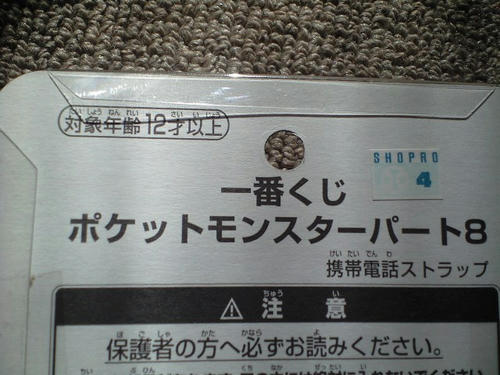 対象年齢12才以上
SHOPRO
4
一番くじ
ポケットモンスターパート8
携帯電話ストラップ
⚠ 注意
保護者の方へ必ずお読みください。